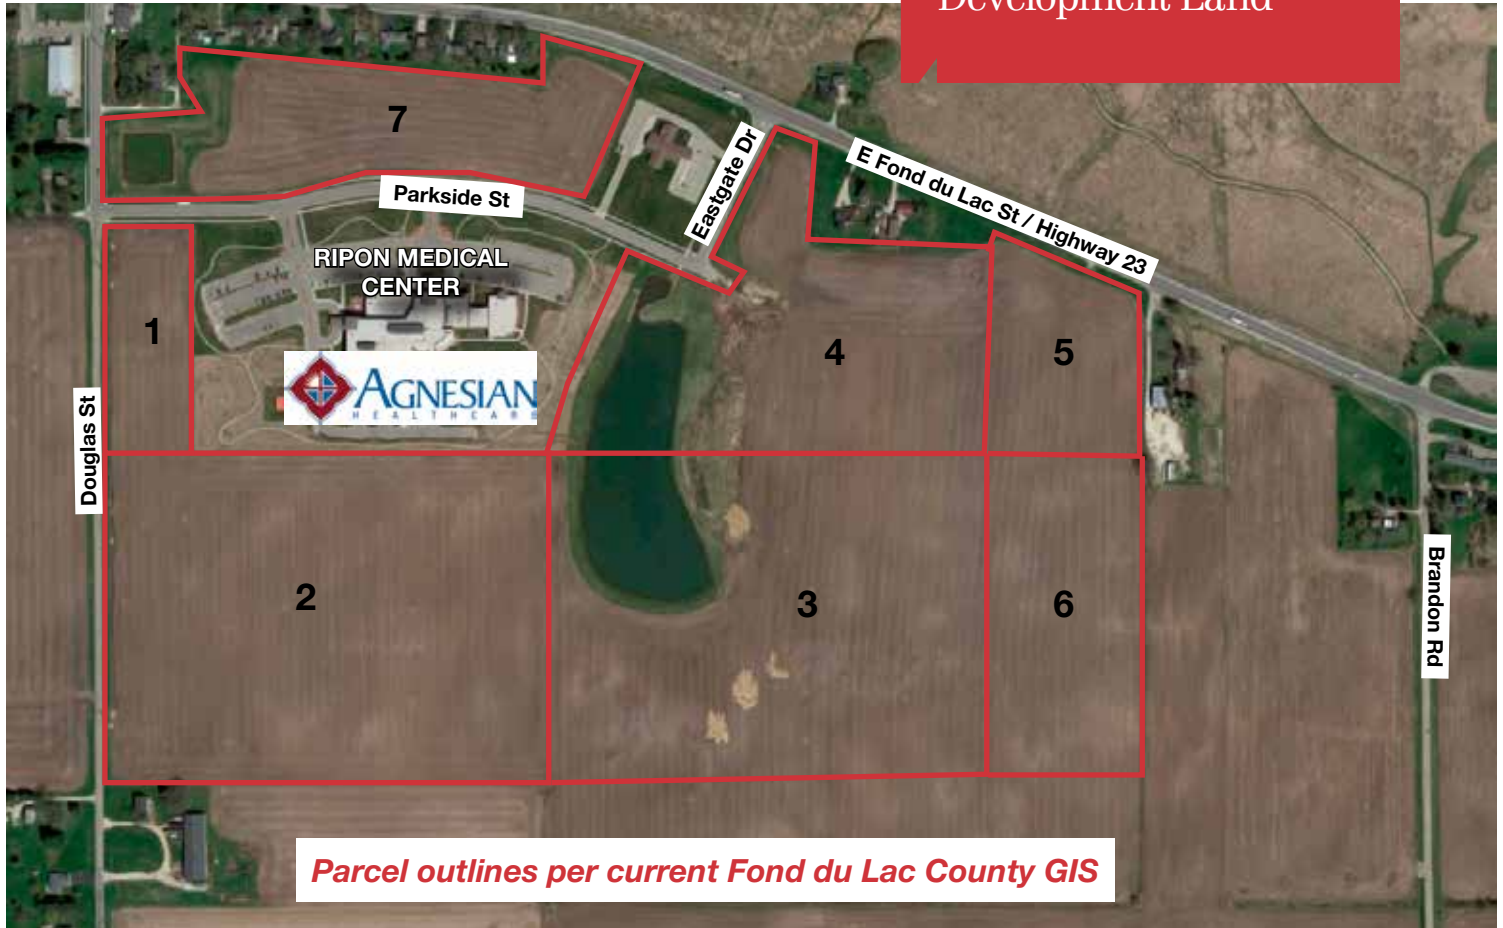 Development Land
7
Parkside St
Eastgate Dr
E Fond du Lac St / Highway 23
RIPON MEDICAL
CENTER
1
4
5
AGNESIAN
HEALTHCARE
Douglas St
2
3
6
Brandon Rd
Parcel outlines per current Fond du Lac County GIS